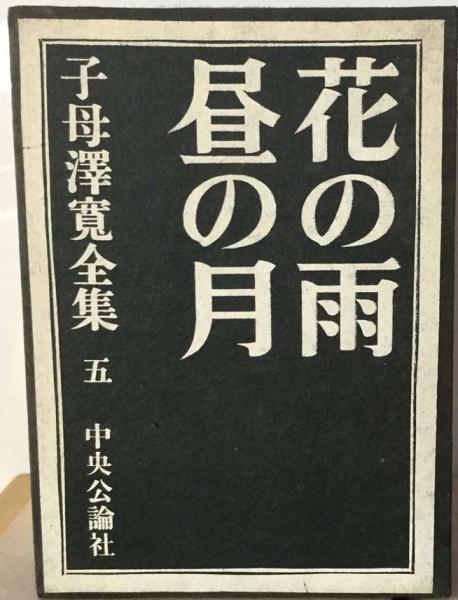 花の雨
昼の月
子母澤寛全集 五 中央公論社